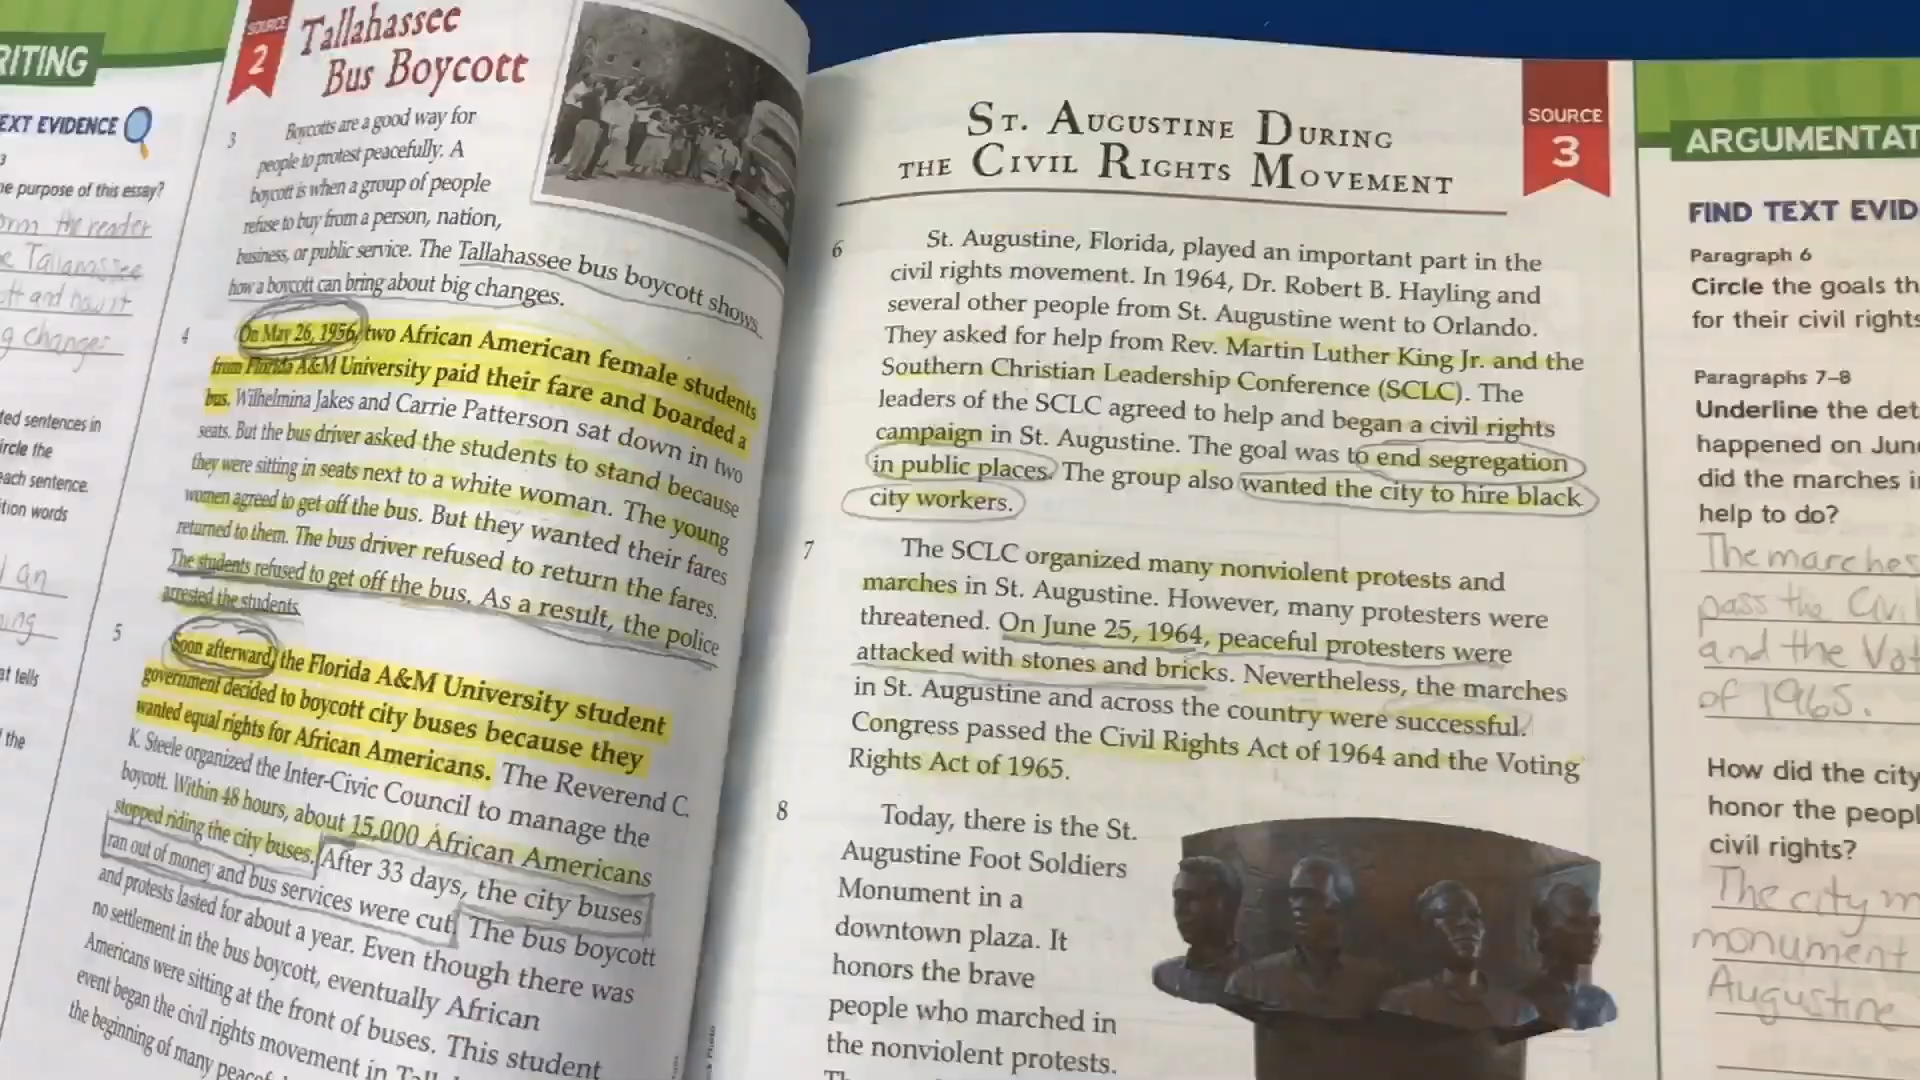 RITING
EXT EVIDENCE
3
purpose of this essay?
the reader
Tallahassee
and how it
changes
ted sentences in
ircle the
each sentence.
ition words
an
ing
at tells
the
SOURCE
2
Tallahassee
Bus Boycott
3 Boycotts are a good way for
people to protest peacefully. A
boycott is when a group of people
refuse to buy from a person, nation,
business, or public service. The Tallahassee bus boycott shows
how a boycott can bring about big changes.
4 On May 26, 1956, two African American female students
from Florida A&M University paid their fare and boarded a
bus. Wilhelmina Jakes and Carrie Patterson sat down in two
seats. But the bus driver asked the students to stand because
they were sitting in seats next to a white woman. The young
women agreed to get off the bus. But they wanted their fares
returned to them. The bus driver refused to return the fares.
The students refused to get off the bus. As a result, the police
arrested the students.
5 Soon afterward, the Florida A&M University student
government decided to boycott city buses because they
wanted equal rights for African Americans. The Reverend C.
K. Steele organized the Inter-Civic Council to manage the
boycott. Within 48 hours, about 15,000 African Americans
stopped riding the city buses. After 33 days, the city buses
ran out of money and bus services were cut. The bus boycott
and protests lasted for about a year. Even though there was
no settlement in the bus boycott, eventually African
Americans were sitting at the front of buses. This student
event began the civil rights movement in Tall
the beginning of many peacef
ST. AUGUSTINE DURING
THE CIVIL RIGHTS MOVEMENT
SOURCE
3
6 St. Augustine, Florida, played an important part in the
civil rights movement. In 1964, Dr. Robert B. Hayling and
several other people from St. Augustine went to Orlando.
They asked for help from Rev. Martin Luther King Jr. and the
Southern Christian Leadership Conference (SCLC). The
leaders of the SCLC agreed to help and began a civil rights
campaign in St. Augustine. The goal was to end segregation
in public places. The group also wanted the city to hire black
city workers.
7 The SCLC organized many nonviolent protests and
marches in St. Augustine. However, many protesters were
threatened. On June 25, 1964, peaceful protesters were
attacked with stones and bricks. Nevertheless, the marches
in St. Augustine and across the country were successful.
Congress passed the Civil Rights Act of 1964 and the Voting
Rights Act of 1965.
8 Today, there is the St.
Augustine Foot Soldiers
Monument in a
downtown plaza. It
honors the brave
people who marched in
the nonviolent protests.
ARGUMENTAT
FIND TEXT EVID
Paragraph 6
Circle the goals th
for their civil rights
Paragraphs 7–8
Underline the det
happened on June
did the marches i
help to do?
The marches
pass the Civi
and the Vot
of 1965.
How did the city
honor the peopl
civil rights?
The city m
monument
Augustine